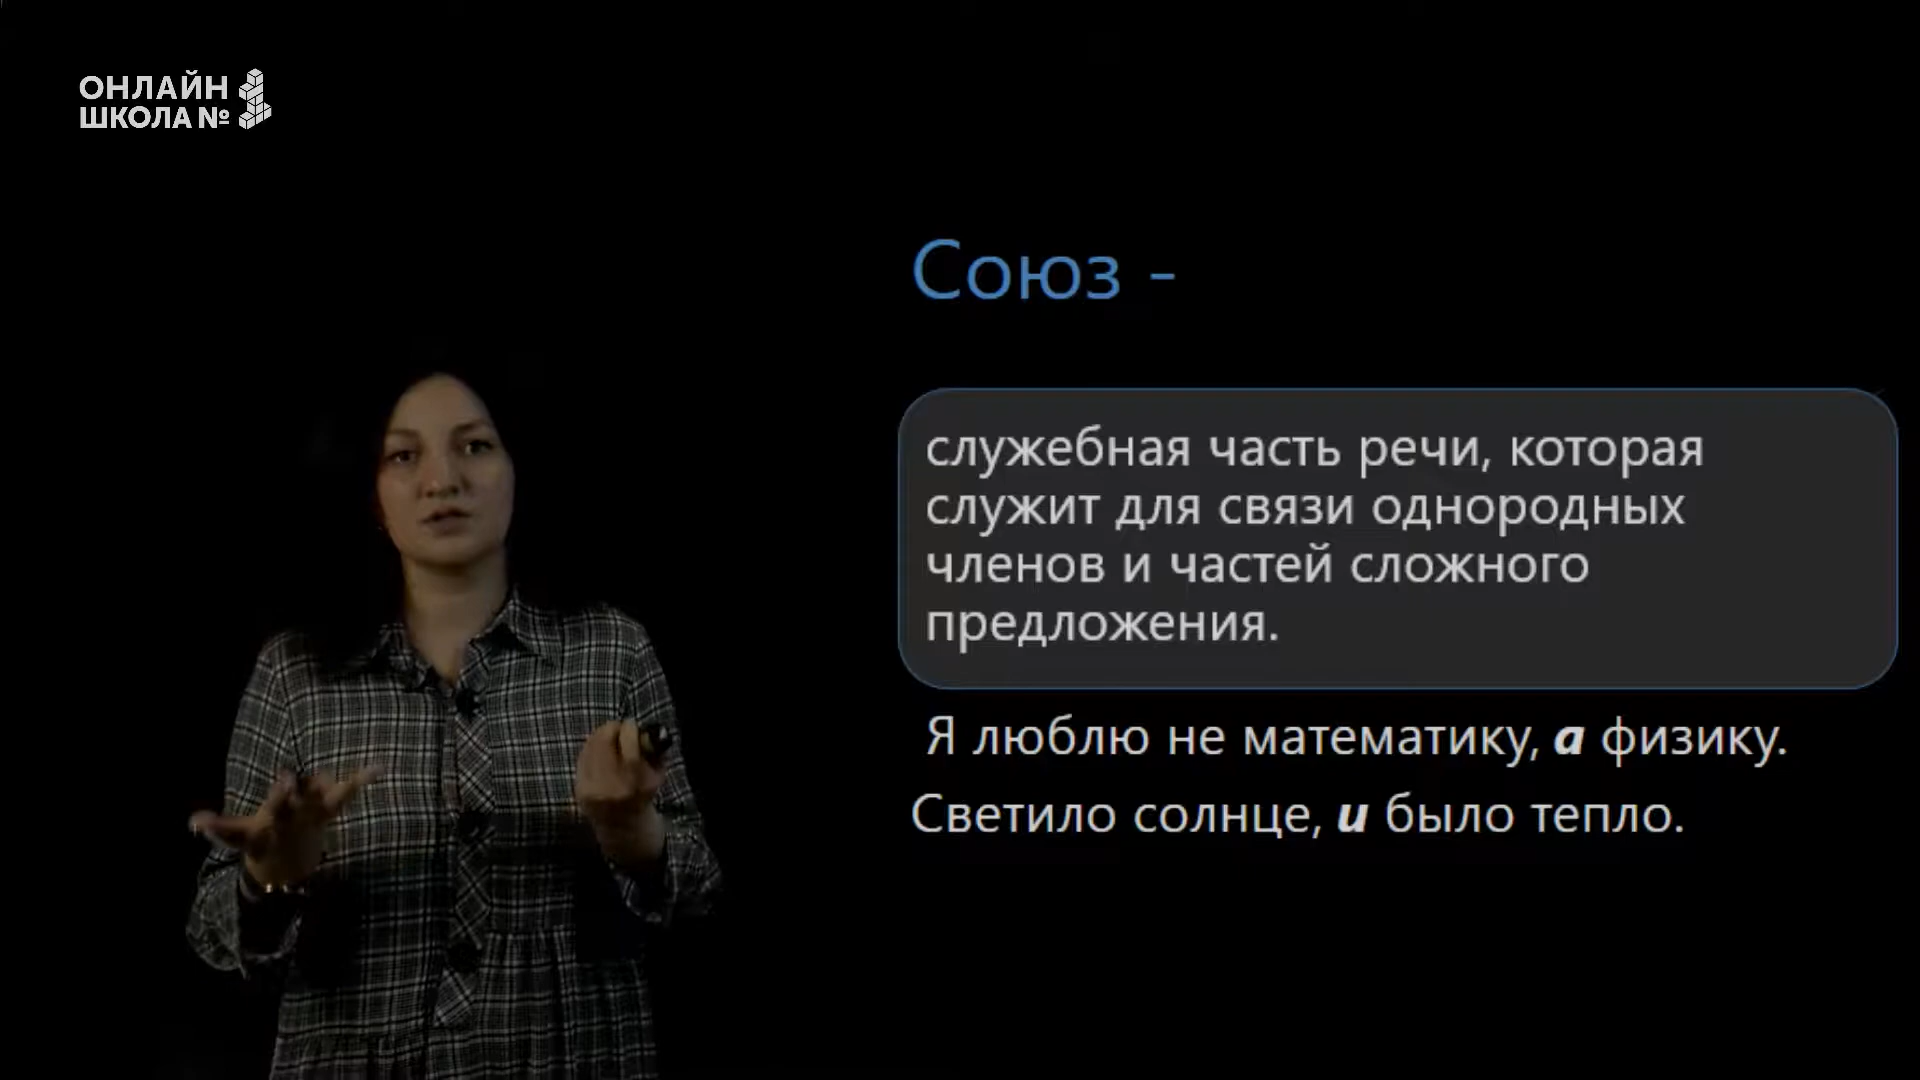 ОНЛАЙН
ШКОЛА №
Союз -
служебная часть речи, которая
служит для связи однородных
членов и частей сложного
предложения.
Я люблю не математику, а физику.
Светило солнце, и было тепло.